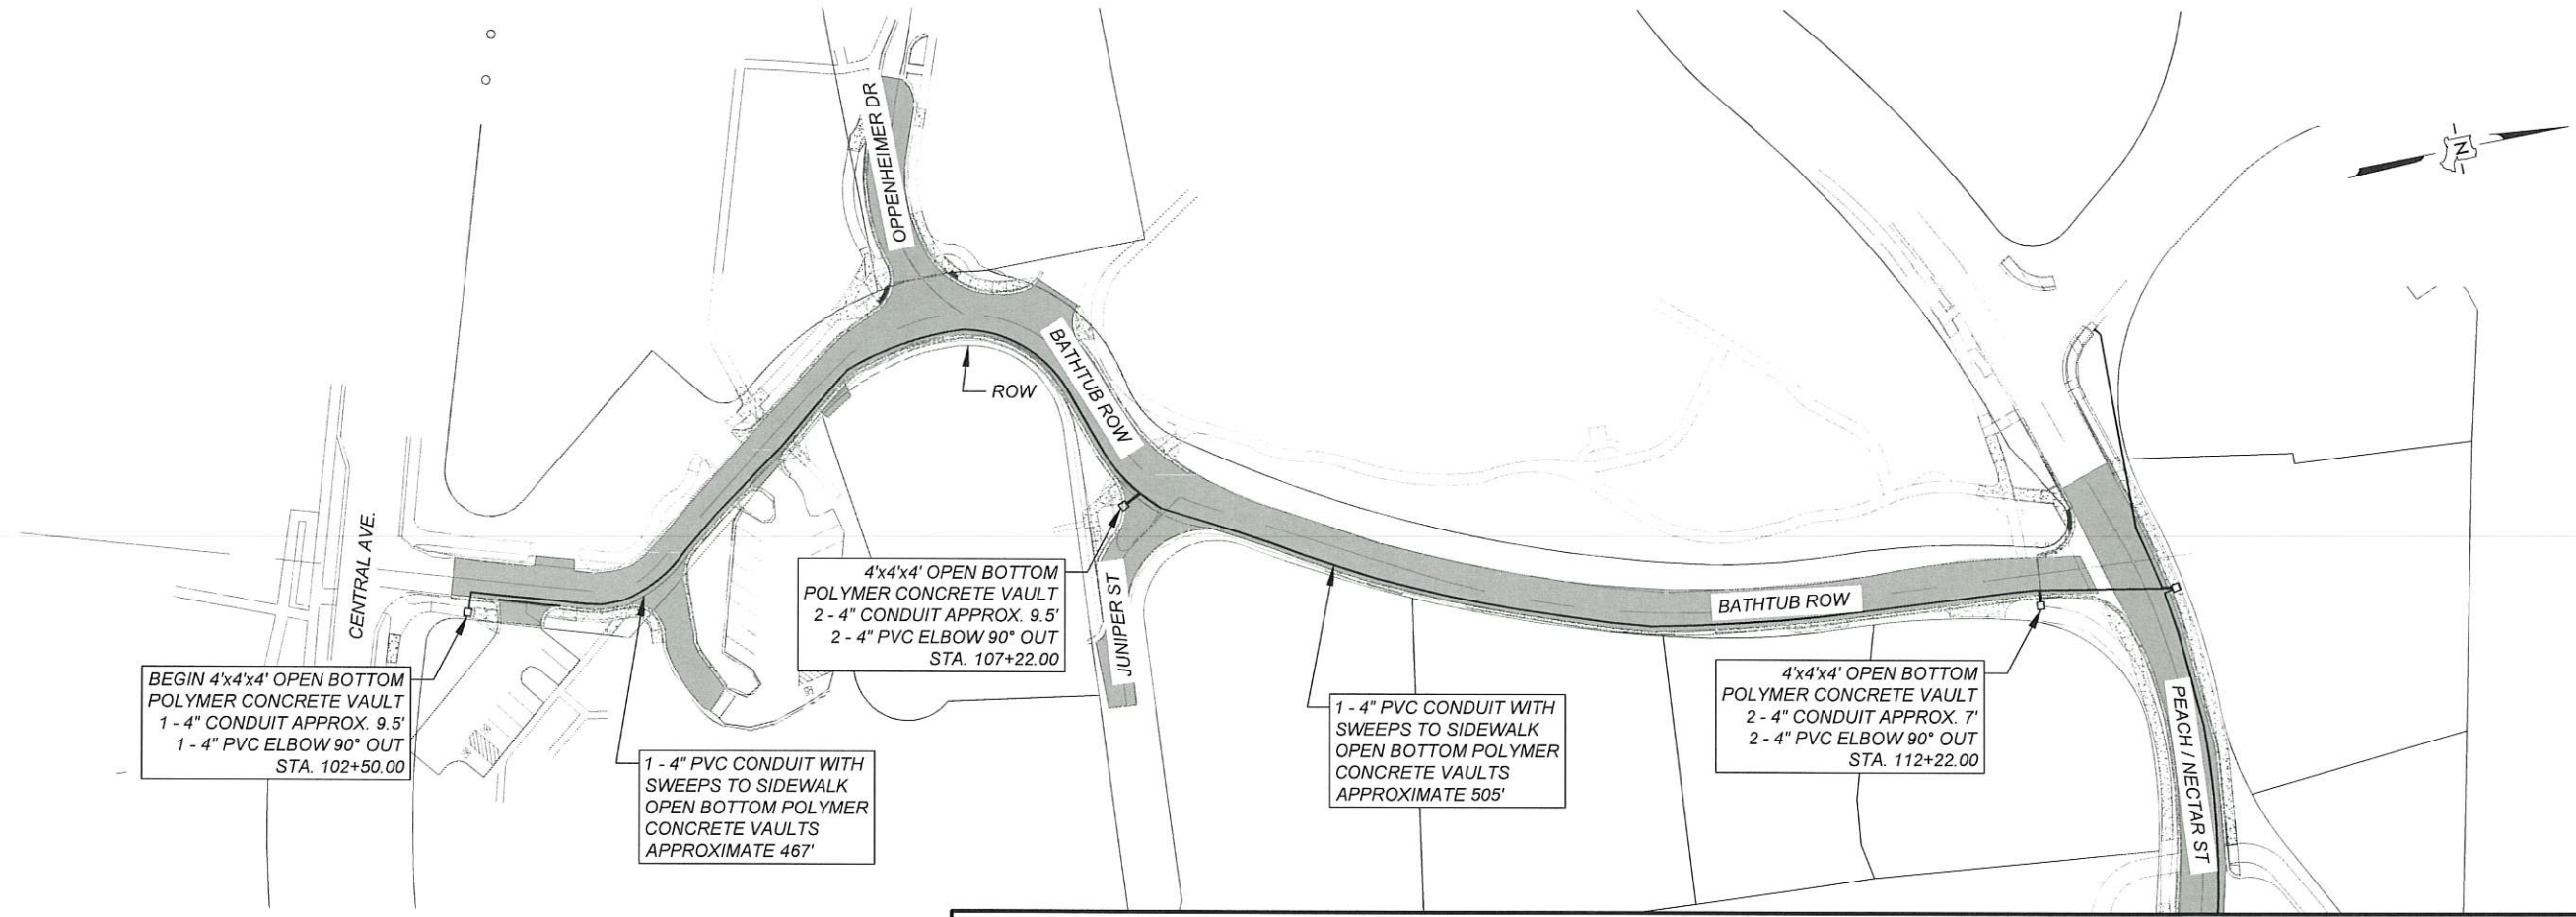 OPPENHEIMER DR
N
BATHTUB ROW
ROW
CENTRAL AVE.
4'x4'x4' OPEN BOTTOM
POLYMER CONCRETE VAULT
2 - 4" CONDUIT APPROX. 9.5'
2 - 4" PVC ELBOW 90° OUT
STA. 107+22.00
JUNIPER ST
BATHTUB ROW
BEGIN 4'x4'x4' OPEN BOTTOM
POLYMER CONCRETE VAULT
1 - 4" CONDUIT APPROX. 9.5'
1 - 4" PVC ELBOW 90° OUT
STA. 102+50.00
1 - 4" PVC CONDUIT WITH
SWEEPS TO SIDEWALK
OPEN BOTTOM POLYMER
CONCRETE VAULTS
APPROXIMATE 467'
1 - 4" PVC CONDUIT WITH
SWEEPS TO SIDEWALK
OPEN BOTTOM POLYMER
CONCRETE VAULTS
APPROXIMATE 505'
4'x4'x4' OPEN BOTTOM
POLYMER CONCRETE VAULT
2 - 4" CONDUIT APPROX. 7'
2 - 4" PVC ELBOW 90° OUT
STA. 112+22.00
PEACH / NECTAR ST